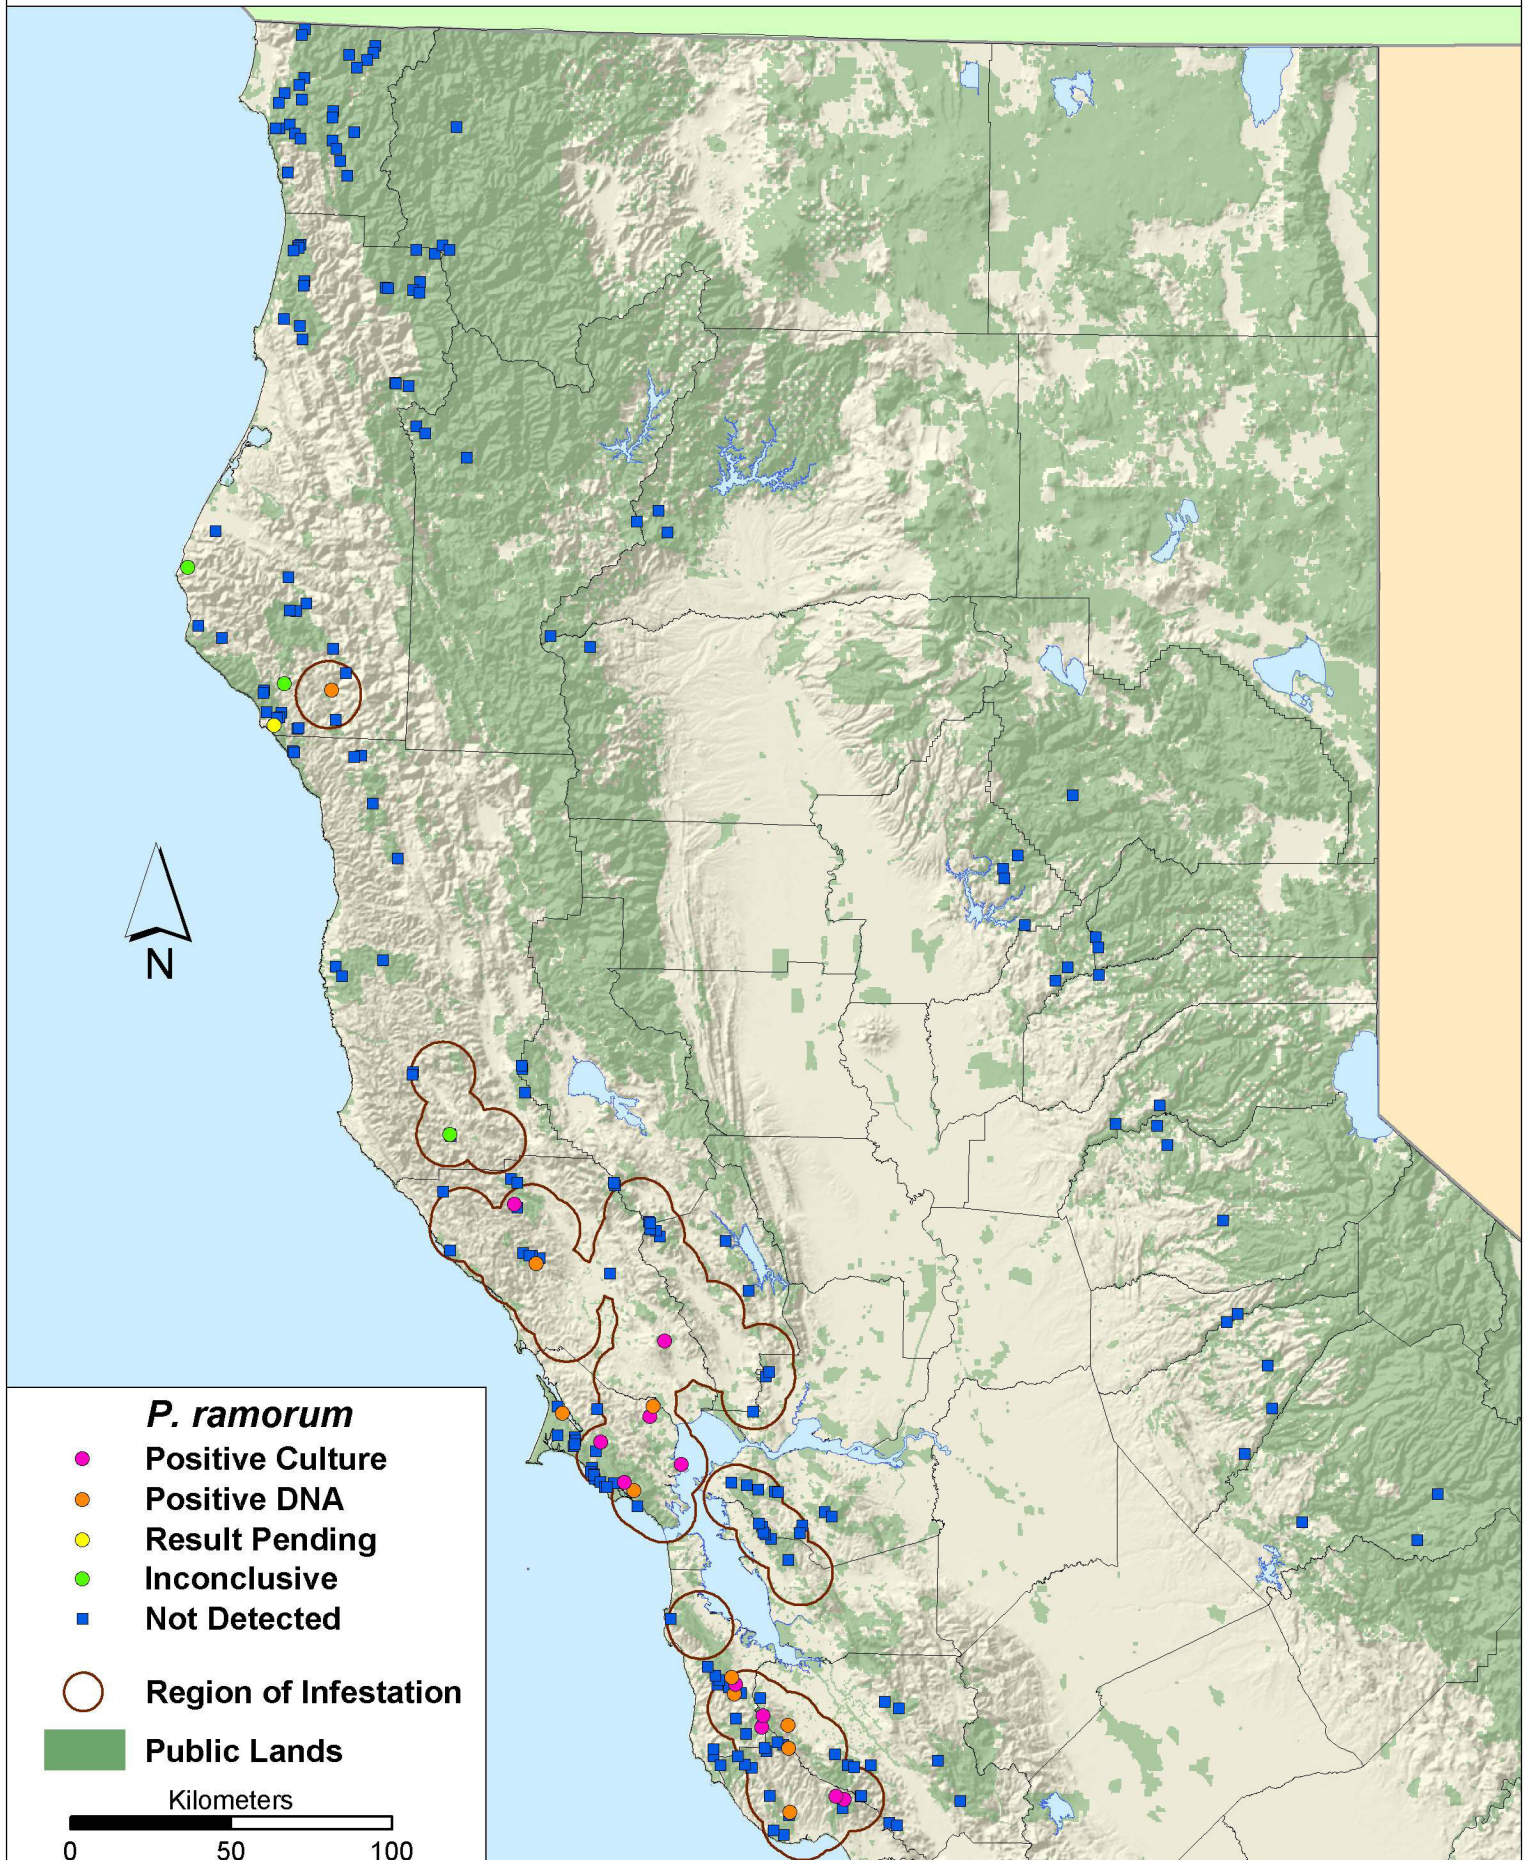 N
P. ramorum
Positive Culture
Positive DNA
Result Pending
Inconclusive
Not Detected
Region of Infestation
Public Lands
Kilometers
0 50 100